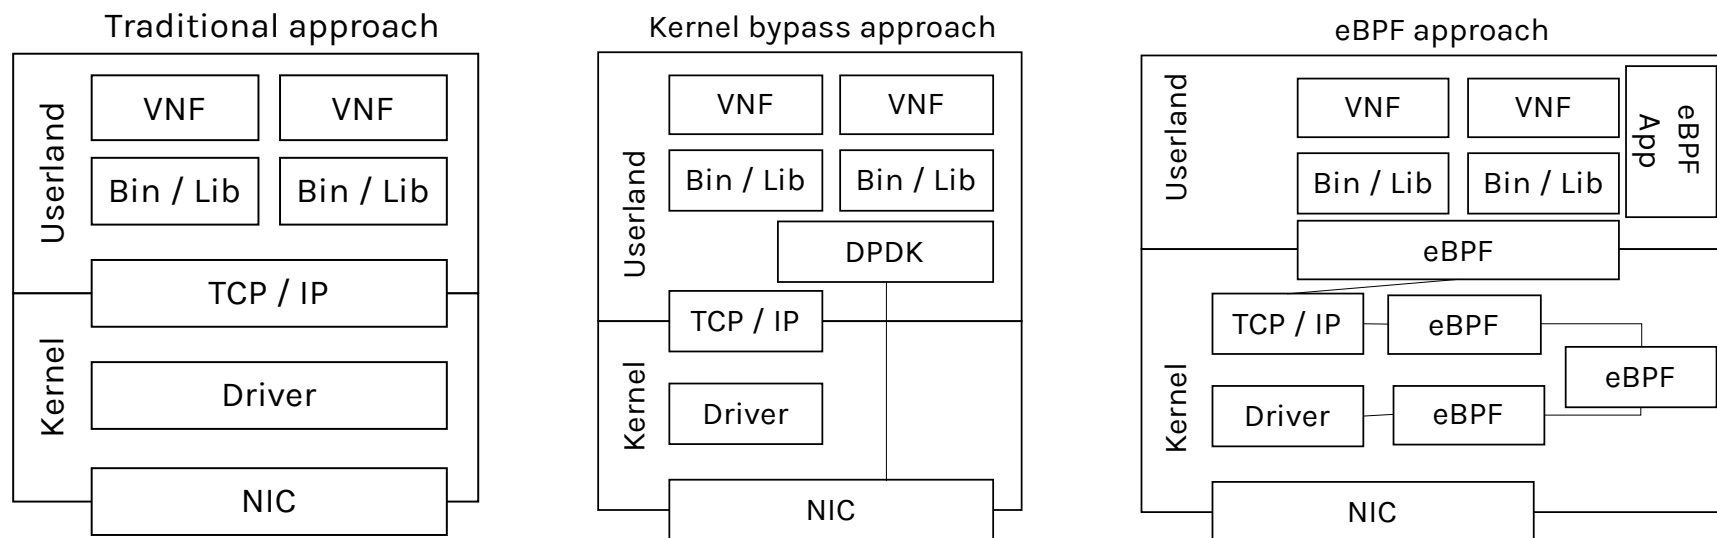 Traditional approach
Userland
VNF
VNF
Bin / Lib
Bin / Lib
TCP / IP
Kernel
Driver
NIC
Kernel bypass approach
Userland
VNF
VNF
Bin / Lib
Bin / Lib
DPDK
TCP / IP
Kernel
Driver
NIC
eBPF approach
Userland
VNF
VNF
eBPF
App
Bin / Lib
Bin / Lib
eBPF
Kernel
TCP / IP
eBPF
eBPF
Driver
eBPF
NIC